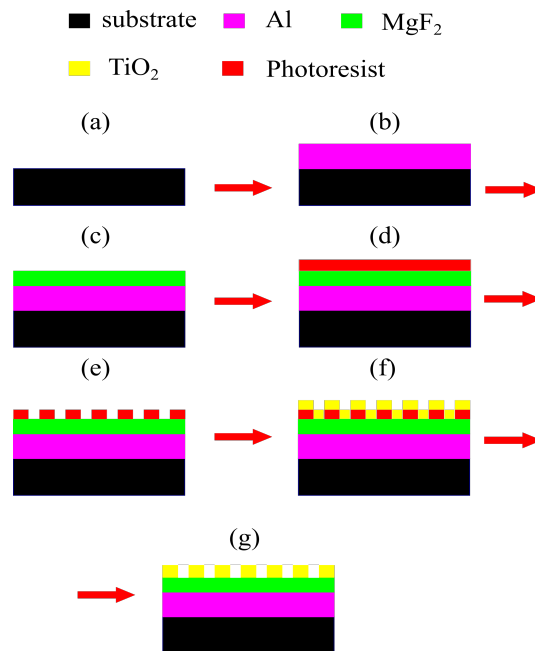 substrate Al MgF₂
TiO₂ Photoresist
(a) (b)
(c) (d)
(e) (f)
(g)